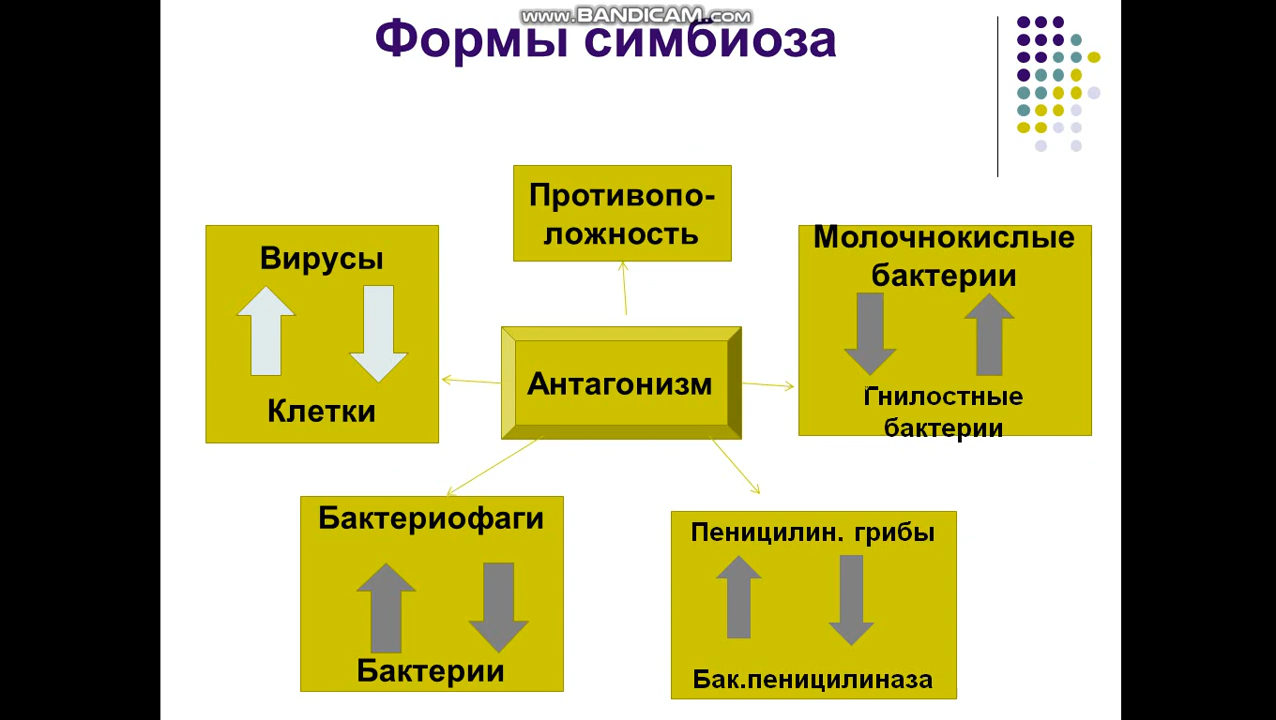 www.BANDICAM.com
Формы симбиоза
Противопо-
ложность
Вирусы
Клетки
Молочнокислые
бактерии
Гнилостные
бактерии
Антагонизм
Бактериофаги
Бактерии
Пеницилин. грибы
Бак.пеницилиназа